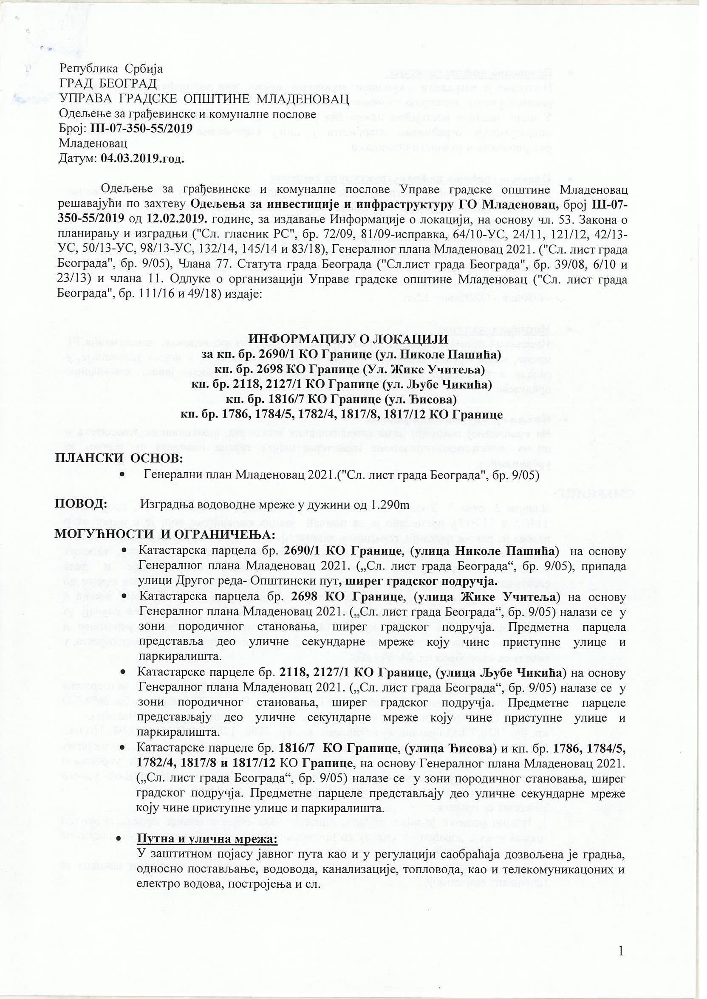 Република Србија
ГРАД БЕОГРАД
УПРАВА ГРАДСКЕ ОПШТИНЕ МЛАДЕНОВАЦ
Одељење за грађевинске и комуналне послове
Број: III-07-350-55/2019
Младеновац
Датум: 04.03.2019.год.
Одељење за грађевинске и комуналне послове Управе градске општине Младеновац
решавајући по захтеву Одељења за инвестиције и инфраструктуру ГО Младеновац, број III-07-
350-55/2019 од 12.02.2019. године, за издавање Информације о локацији, на основу чл. 53. Закона о
планирању и изградњи ("Сл. гласник РС", бр. 72/09, 81/09-исправка, 64/10-УС, 24/11, 121/12, 42/13-
УС, 50/13-УС, 98/13-УС, 132/14, 145/14 и 83/18), Генералног плана Младеновац 2021. ("Сл. лист града
Београда", бр. 9/05), Члана 77. Статута града Београда ("Сл.лист града Београда", бр. 39/08, 6/10 и
23/13) и члана 11. Одлуке о организацији Управе градске општине Младеновац ("Сл. лист града
Београда", бр. 111/16 и 49/18) издаје:
ИНФОРМАЦИЈУ О ЛОКАЦИЈИ
за кп. бр. 2690/1 КО Границе (ул. Николе Пашића)
кп. бр. 2698 КО Границе (Ул. Жике Учитеља)
кп. бр. 2118, 2127/1 КО Границе (ул. Љубе Чикића)
кп. бр. 1816/7 КО Границе (ул. Ђисова)
кп. бр. 1786, 1784/5, 1782/4, 1817/8, 1817/12 КО Границе
ПЛАНСКИ ОСНОВ:
• Генерални план Младеновац 2021.("Сл. лист града Београда", бр. 9/05)
ПОВОД: Изградња водоводне мреже у дужини од 1.290m
МОГУЋНОСТИ И ОГРАНИЧЕЊА:
• Катастарска парцела бр. 2690/1 КО Границе, (улица Николе Пашића) на основу
Генералног плана Младеновац 2021. („Сл. лист града Београда“, бр. 9/05), припада
улици Другог реда- Општински пут, ширег градског подручја.
• Катастарска парцела бр. 2698 КО Границе, (улица Жике Учитеља) на основу
Генералног плана Младеновац 2021. („Сл. лист града Београда“, бр. 9/05) налази се у
зони породичног становања, ширег градског подручја. Предметна парцела
представља део уличне секундарне мреже коју чине приступне улице и
паркиралишта.
• Катастарске парцеле бр. 2118, 2127/1 КО Границе, (улица Љубе Чикића) на основу
Генералног плана Младеновац 2021. („Сл. лист града Београда“, бр. 9/05) налазе се у
зони породичног становања, ширег градског подручја. Предметне парцеле
представљају део уличне секундарне мреже коју чине приступне улице и
паркиралишта.
• Катастарске парцеле бр. 1816/7 КО Границе, (улица Ђисова) и кп. бр. 1786, 1784/5,
1782/4, 1817/8 и 1817/12 КО Границе, на основу Генералног плана Младеновац 2021.
(„Сл. лист града Београда“, бр. 9/05) налазе се у зони породичног становања, ширег
градског подручја. Предметне парцеле представљају део уличне секундарне мреже
коју чине приступне улице и паркиралишта.
• Путна и улична мрежа:
У заштитном појасу јавног пута као и у регулацији саобраћаја дозвољена је градња,
односно постављање, водовода, канализације, топловода, као и телекомуникацоних и
електро водова, постројења и сл.
1